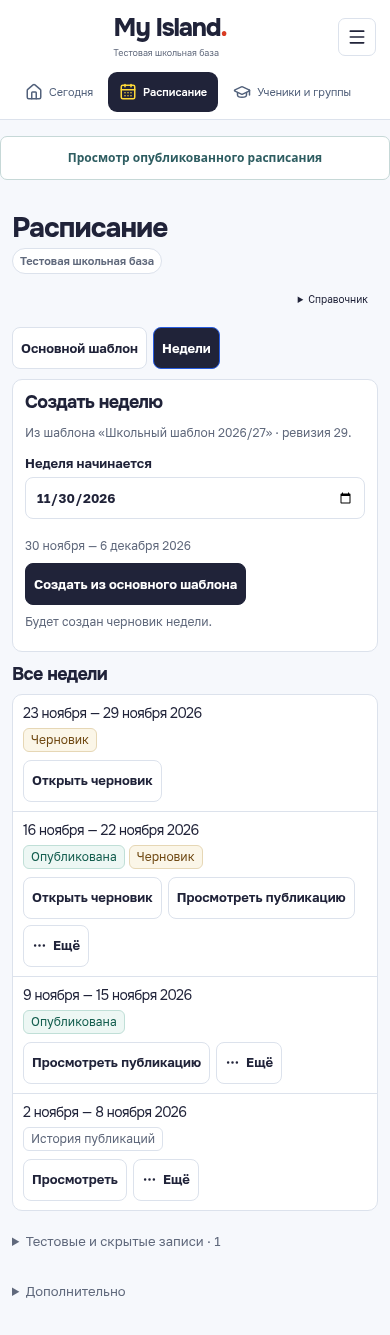 My Island.
Тестовая школьная база
Сегодня
Расписание
Ученики и группы
Просмотр опубликованного расписания
Расписание
Тестовая школьная база
Справочник
Основной шаблон
Недели
Создать неделю
Из шаблона «Школьный шаблон 2026/27» · ревизия 29.
Неделя начинается
11/30/2026
30 ноября — 6 декабря 2026
Создать из основного шаблона
Будет создан черновик недели.
Все недели
23 ноября — 29 ноября 2026
Черновик
Открыть черновик
16 ноября — 22 ноября 2026
Опубликована Черновик
Открыть черновик Просмотреть публикацию
··· Ещё
9 ноября — 15 ноября 2026
Опубликована
Просмотреть публикацию ··· Ещё
2 ноября — 8 ноября 2026
История публикаций
Просмотреть ··· Ещё
Тестовые и скрытые записи · 1
Дополнительно